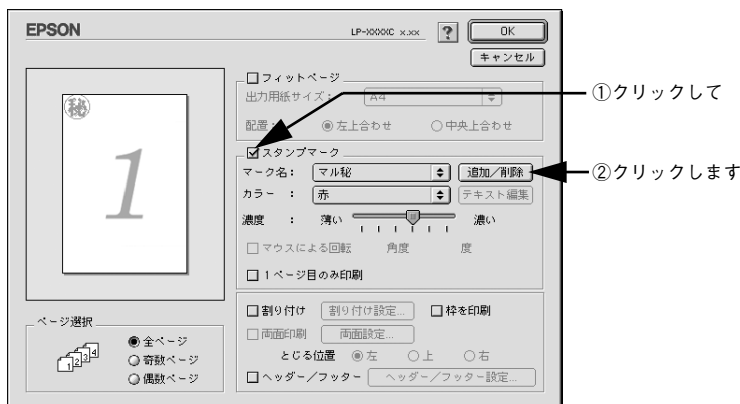 EPSON
LP-XXXXC x.xx
?
OK
キャンセル
㊙
1
フィットページ
出力用紙サイズ： A4
配置： 左上合わせ 中央上合わせ
①クリックして
スタンプマーク
マーク名： マル秘 追加／削除
②クリックします
カラー ： 赤 テキスト編集
濃度 ： 薄い 濃い
マウスによる回転 角度 度
1ページ目のみ印刷
割り付け 割り付け設定... 枠を印刷
両面印刷 両面設定...
とじる位置 左 上 右
ヘッダー／フッター ヘッダー／フッター設定...
ページ選択
1 2 3 4
全ページ
奇数ページ
偶数ページ